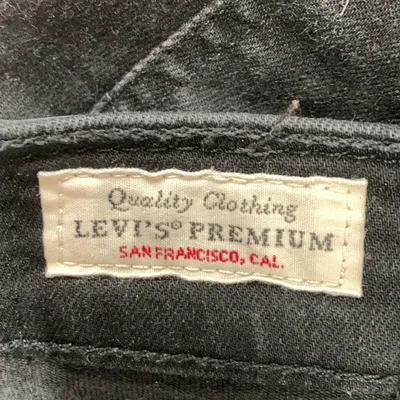 Quality Clothing
LEVI'S® PREMIUM
SAN FRANCISCO, CAL.